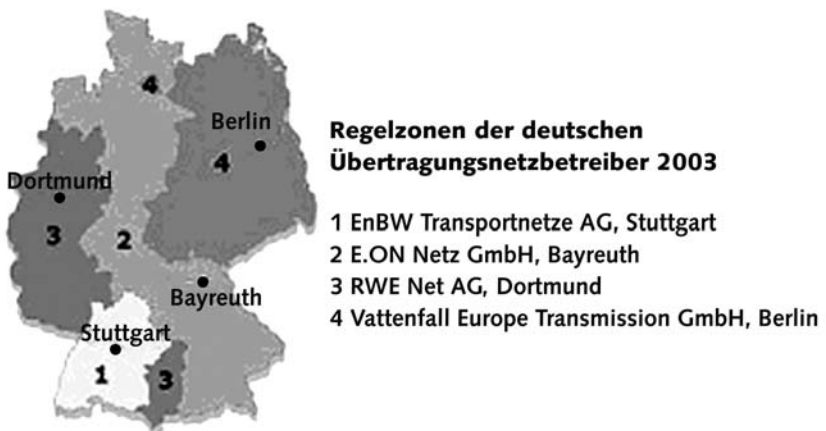 4
Berlin
4
Dortmund
3
2
Bayreuth
Stuttgart
1
3
Regelzonen der deutschen
Übertragungsnetzbetreiber 2003
1 EnBW Transportnetze AG, Stuttgart
2 E.ON Netz GmbH, Bayreuth
3 RWE Net AG, Dortmund
4 Vattenfall Europe Transmission GmbH, Berlin